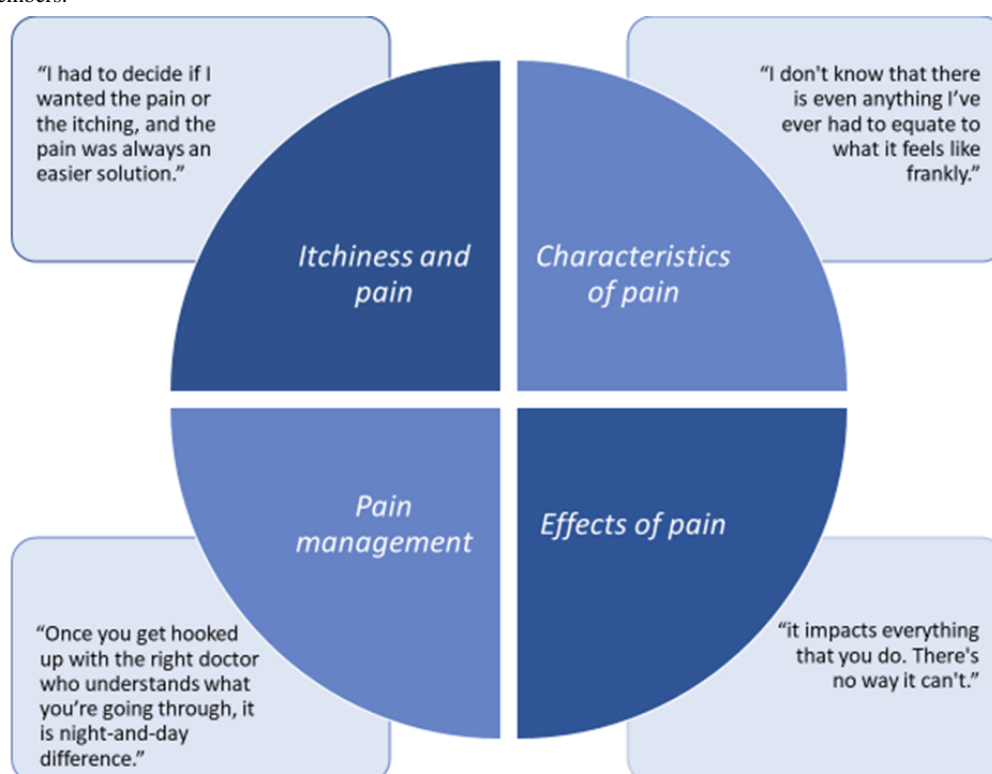 “I had to decide if I
wanted the pain or
the itching, and the
pain was always an
easier solution.”
“I don't know that there
is even anything I’ve
ever had to equate to
what it feels like
frankly.”
Itchiness and
pain
Characteristics
of pain
Pain
management
Effects of pain
“Once you get hooked
up with the right doctor
who understands what
you’re going through, it
is night-and-day
difference.”
“it impacts everything
that you do. There's
no way it can't.”